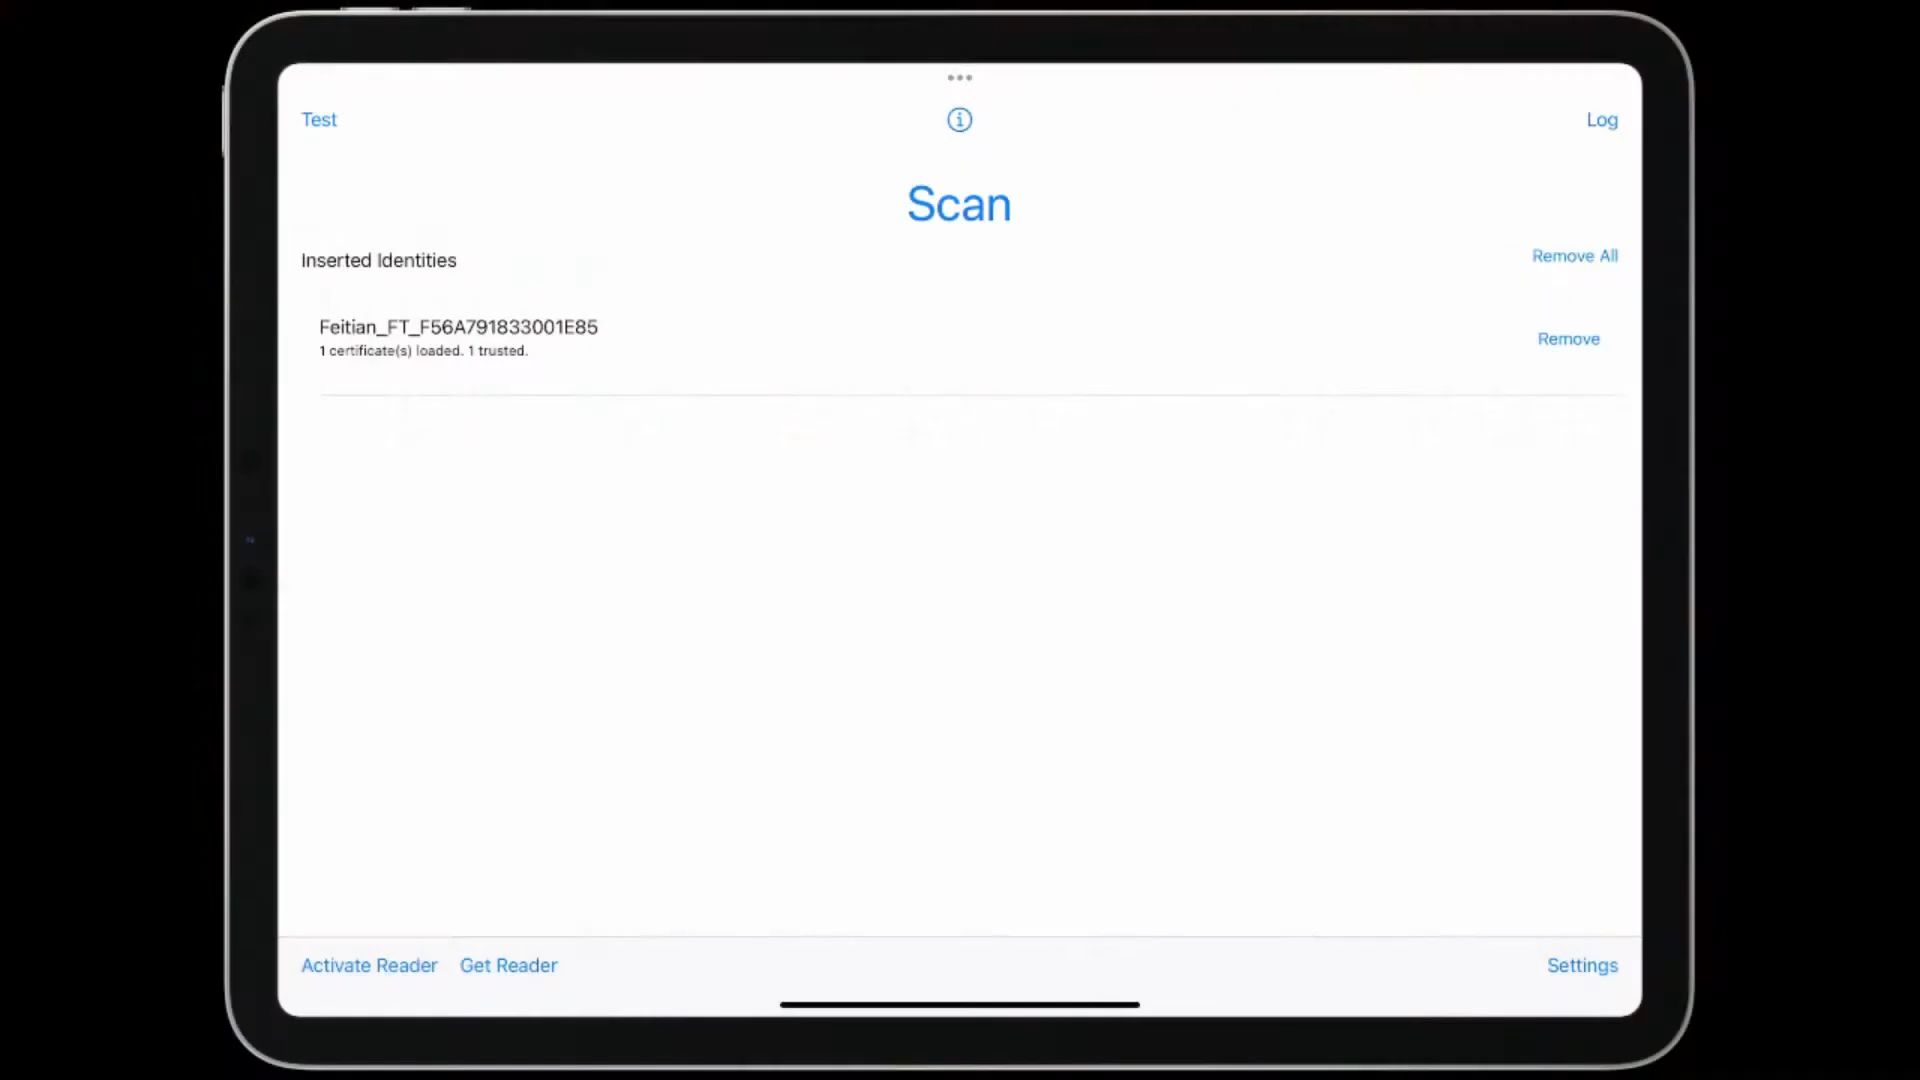 Test
Log
Scan
Inserted Identities
Remove All
Feitian_FT_F56A791833001E85
1 certificate(s) loaded. 1 trusted.
Remove
Activate Reader
Get Reader
Settings